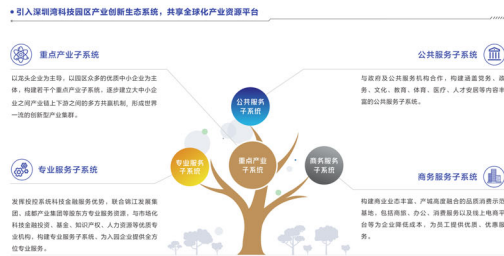 引入深圳湾科技园区产业创新生态系统，共享全球化产业资源平台
重点产业子系统
以龙头企业为主导，以园区众多的优质中小企业为主
体，构建若干个重点产业子系统，逐步建立大中小企
业之间产业链上下游之间的多方共赢机制，形成世界
一流的创新型产业集群。
公共服务子系统
与政府及公共服务机构合作，构建涵盖党务、政
务、文化、教育、体育、医疗、人才安居等内容丰
富的公共服务子系统。
公共服务
子系统
专业服务
子系统
重点产业
子系统
商务服务
子系统
专业服务子系统
发挥投控系统科技金融服务优势，联合锦江发展集
团、成都产业集团等股东方专业服务资源，与市场化
科技金融投资、基金、知识产权、人力资源等优质专
业机构，构建专业服务子系统，为入园企业提供全方
位专业服务。
商务服务子系统
构建商业业态丰富，产城高度融合的品质消费示范
基地，包括商旅、办公、消费服务以及线上电商平
台等为企业降低成本，为员工提供优质、优惠服
务。